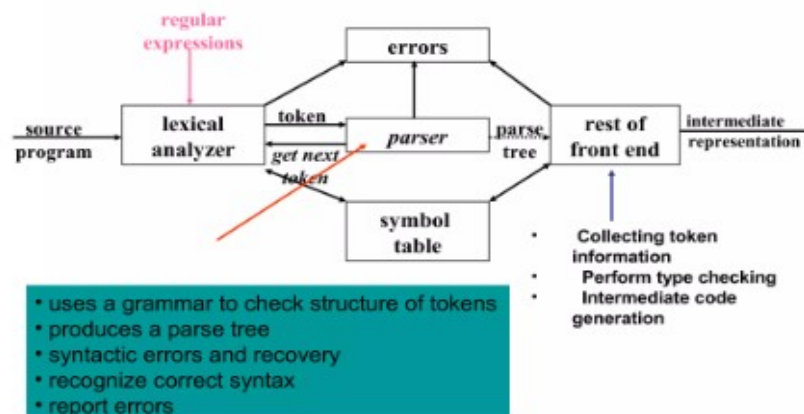 regular
expressions
errors
source
program
lexical
analyzer
token
get next
token
parser
parse
tree
rest of
front end
intermediate
representation
symbol
table
• Collecting token
information
• Perform type checking
• Intermediate code
generation
• uses a grammar to check structure of tokens
• produces a parse tree
• syntactic errors and recovery
• recognize correct syntax
• report errors